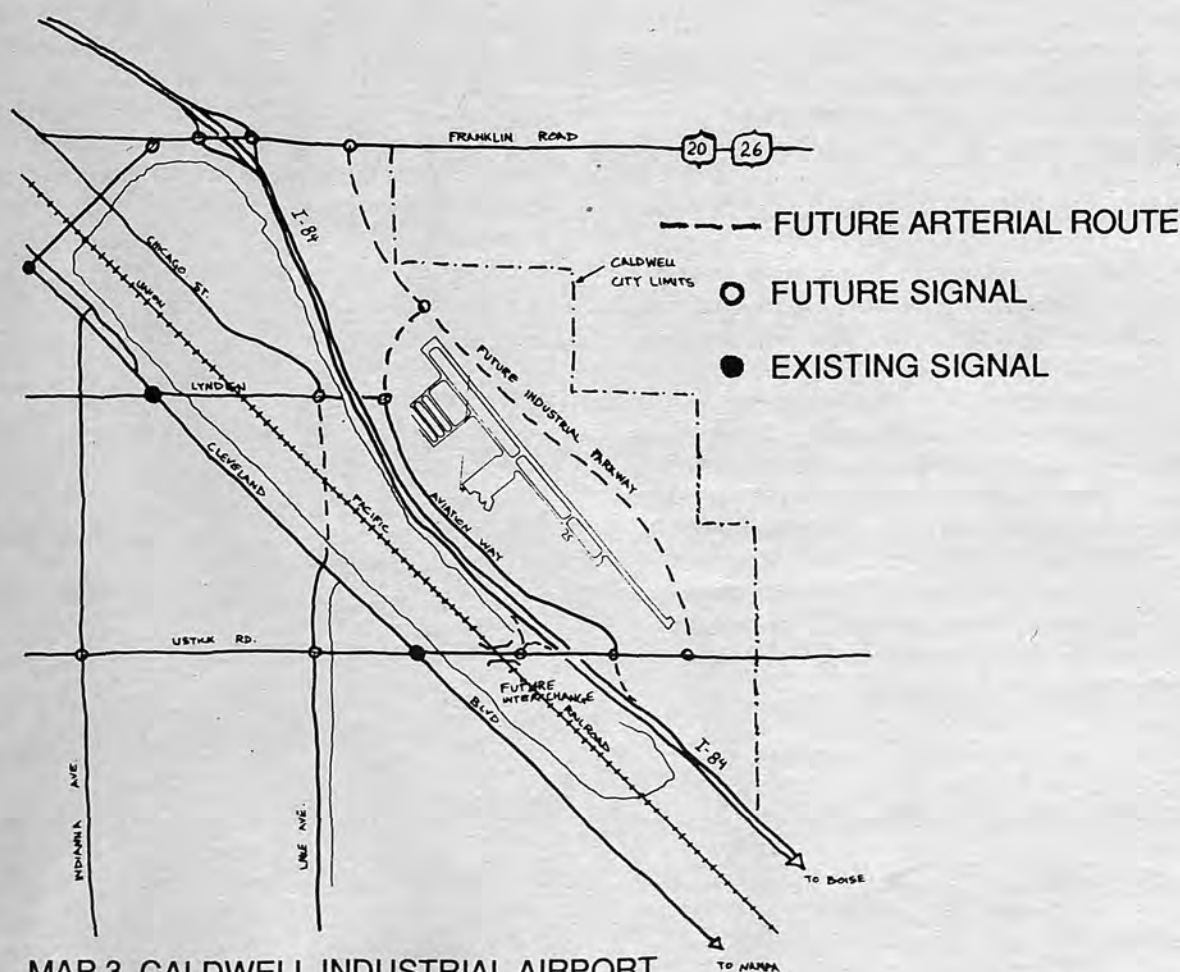 FRANKLIN ROAD
20 26
I-84
FUTURE ARTERIAL ROUTE
CHICAGO ST.
CALDWELL
CITY LIMITS
FUTURE SIGNAL
UNION
FUTURE INDUSTRIAL PARKWAY
EXISTING SIGNAL
LYNDEN
CLEVELAND
PACIFIC
AVIATION WAY
USTICK RD.
FUTURE
INTERCHANGE
RAILROAD
BLVD.
I-84
INDIANNA AVE.
LAKE AVE.
TO BOISE
MAP 3 CALDWELL INDUSTRIAL AIRPORT
TO NAMPA